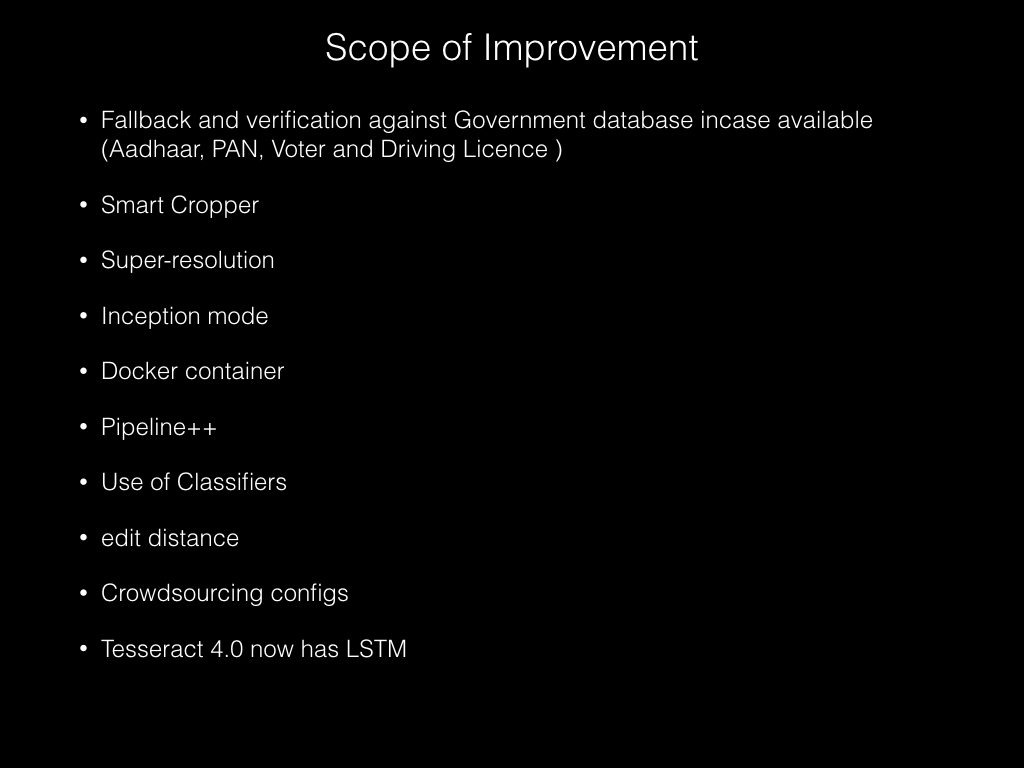 Scope of Improvement
• Fallback and verification against Government database incase available
(Aadhaar, PAN, Voter and Driving Licence )
• Smart Cropper
• Super-resolution
• Inception mode
• Docker container
• Pipeline++
• Use of Classifiers
• edit distance
• Crowdsourcing configs
• Tesseract 4.0 now has LSTM